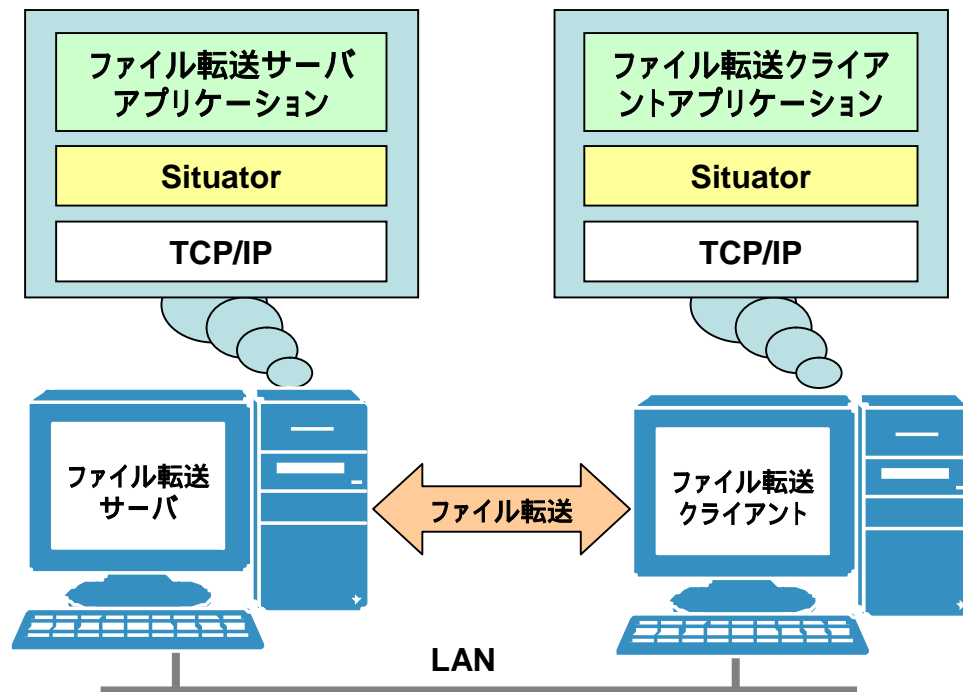 ファイル転送サーバ
アプリケーション
Situator
TCP/IP
ファイル転送クライア
ントアプリケーション
Situator
TCP/IP
ファイル転送
サーバ
ファイル転送
ファイル転送
クライアント
LAN